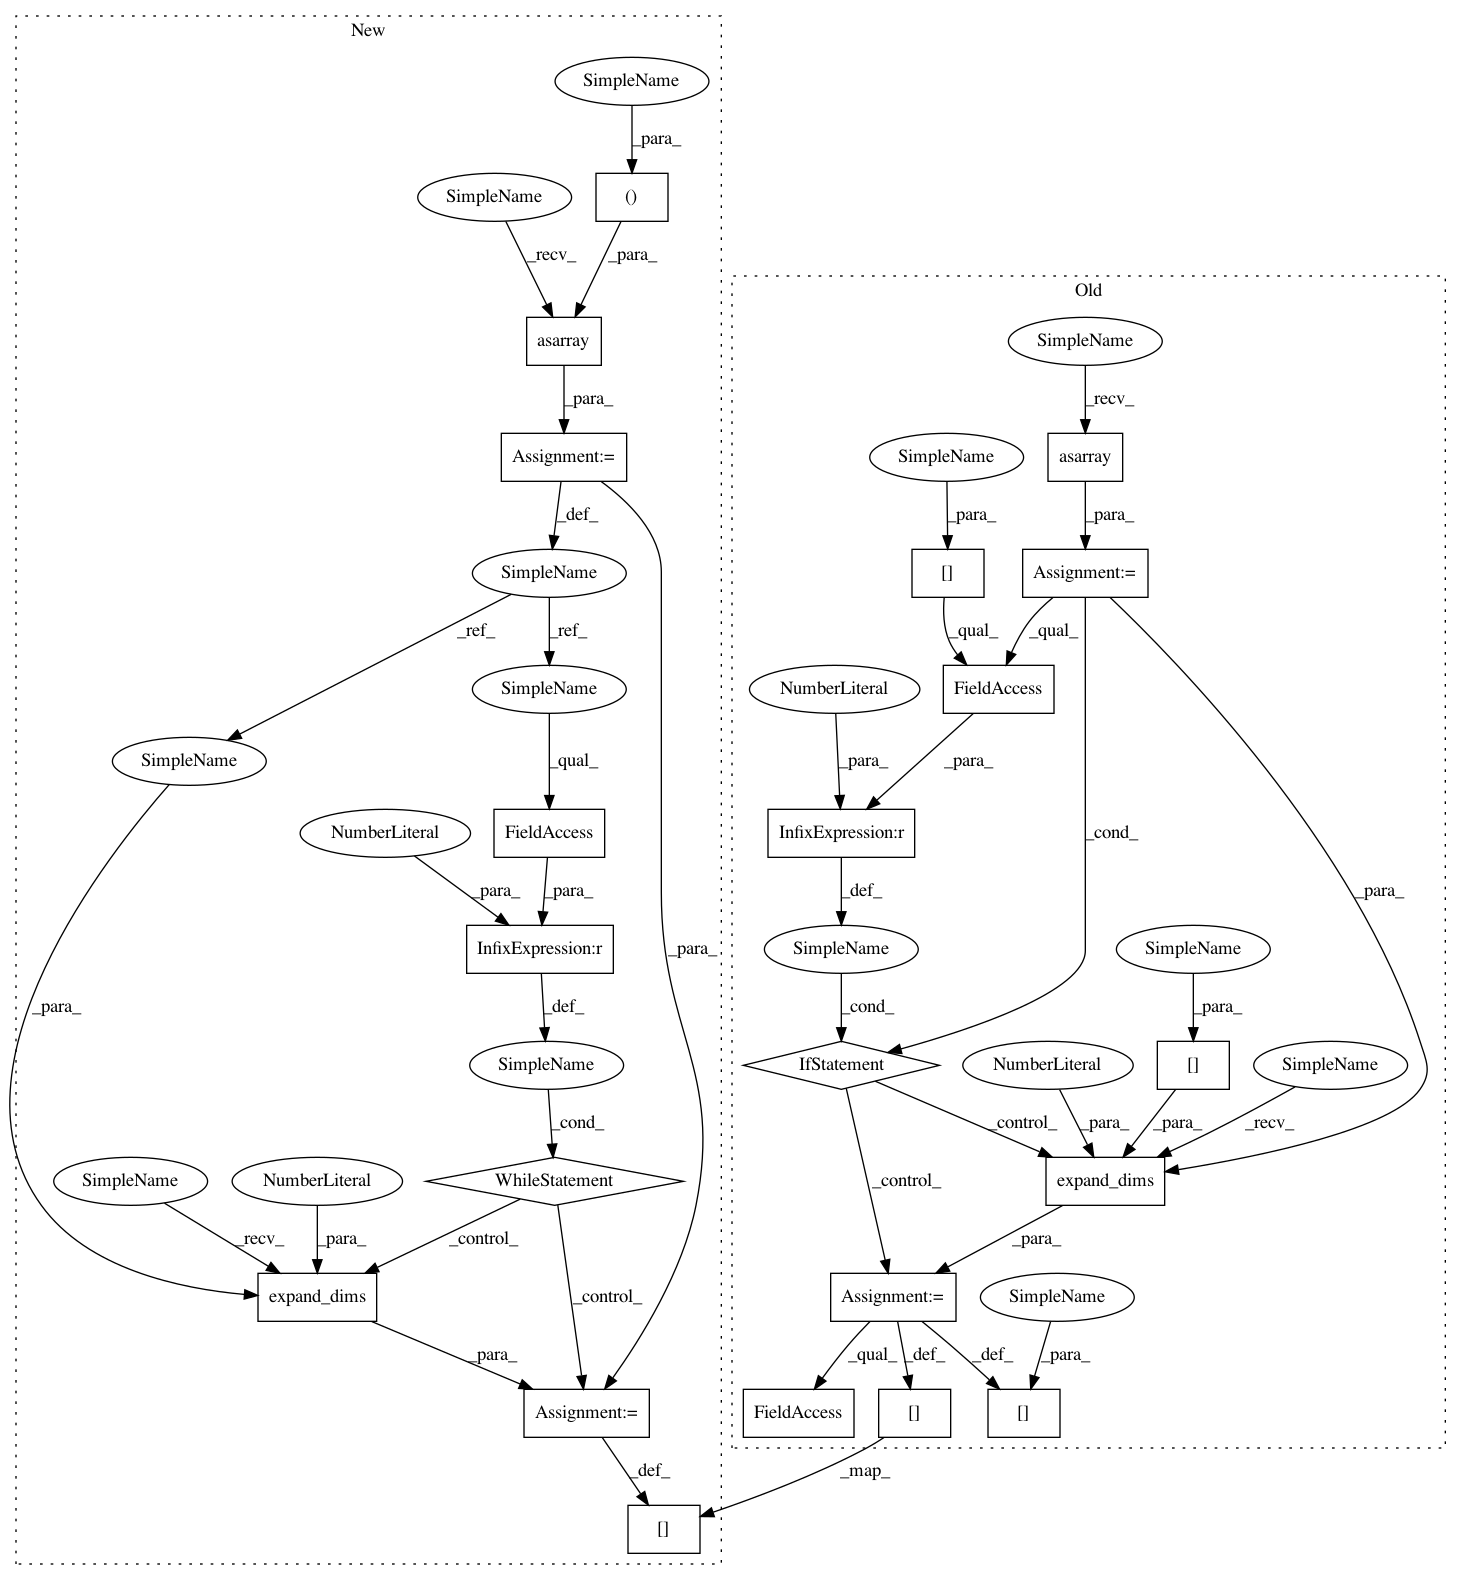 New
SimpleName
_para_
SimpleName
()
_recv_
_para_
Old
asarray
SimpleName
_para_
_recv_
Assignment:=
SimpleName
asarray
_def_
_para_
_para_
SimpleName
[]
Assignment:=
_ref_
_ref_
_qual_
_qual_
SimpleName
NumberLiteral
FieldAccess
SimpleName
_qual_
_para_
_para_
NumberLiteral
FieldAccess
InfixExpression:r
_cond_
_para_
_para_
_def_
_para_
InfixExpression:r
_para_
SimpleName
SimpleName
_para_
_def_
_cond_
_para_
SimpleName
IfStatement
NumberLiteral
[]
SimpleName
_cond_
_control_
_para_
_para_
_recv_
SimpleName
NumberLiteral
WhileStatement
_control_
expand_dims
_recv_
_para_
_control_
_para_
expand_dims
_control_
Assignment:=
SimpleName
_para_
_qual_
_def_
_def_
_para_
Assignment:=
FieldAccess
[]
[]
_def_
_map_
[]